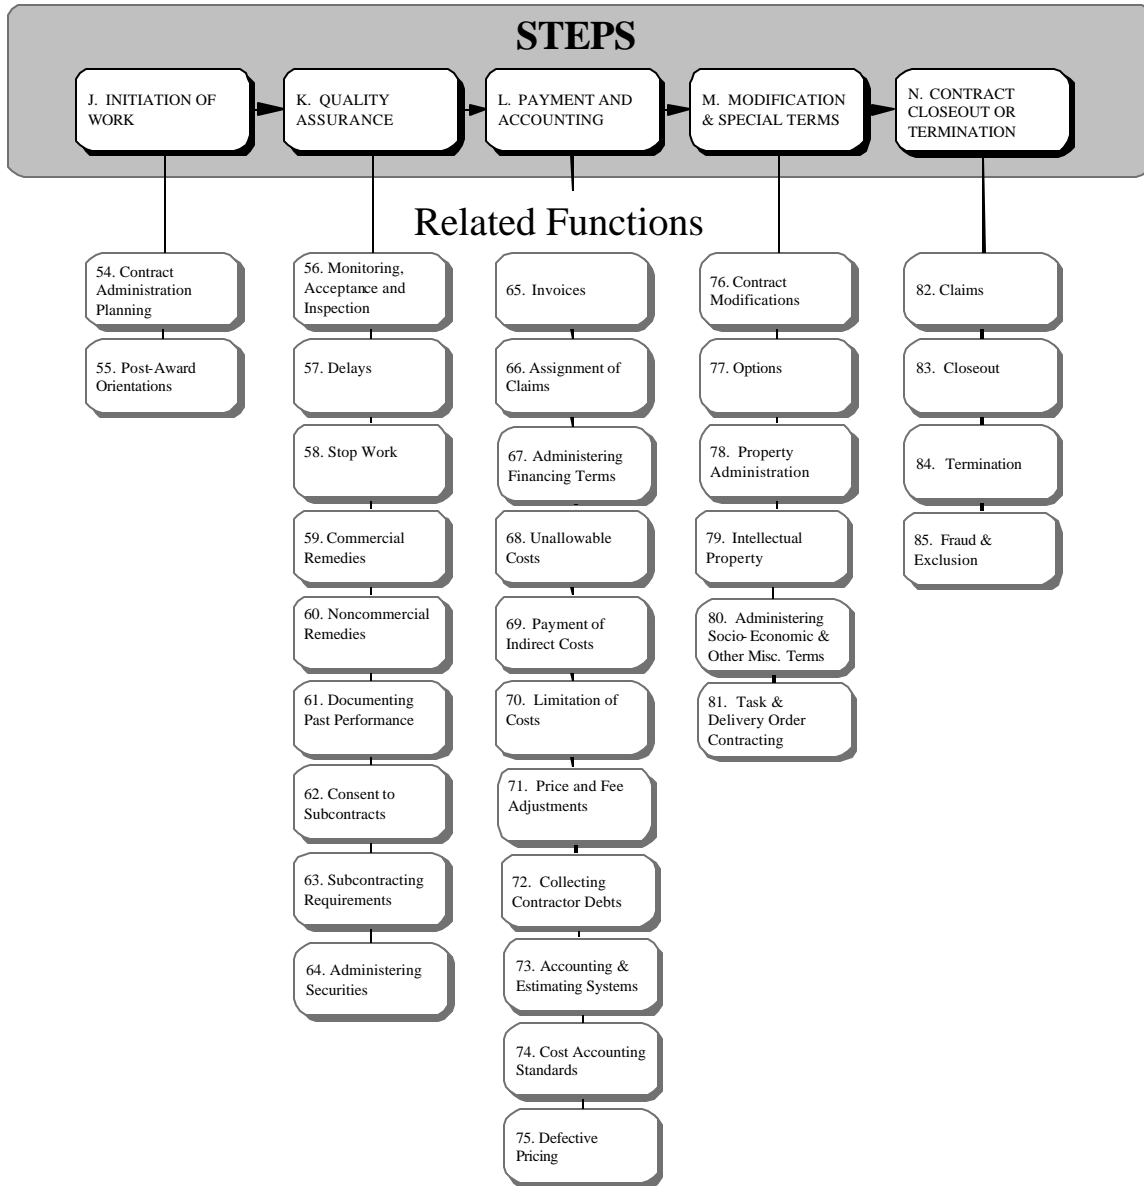 STEPS
J. INITIATION OF
WORK
K. QUALITY
ASSURANCE
L. PAYMENT AND
ACCOUNTING
M. MODIFICATION
& SPECIAL TERMS
N. CONTRACT
CLOSEOUT OR
TERMINATION
Related Functions
54. Contract
Administration
Planning
55. Post-Award
Orientations
56. Monitoring,
Acceptance and
Inspection
57. Delays
58. Stop Work
59. Commercial
Remedies
60. Noncommercial
Remedies
61. Documenting
Past Performance
62. Consent to
Subcontracts
63. Subcontracting
Requirements
64. Administering
Securities
65. Invoices
66. Assignment of
Claims
67. Administering
Financing Terms
68. Unallowable
Costs
69. Payment of
Indirect Costs
70. Limitation of
Costs
71. Price and Fee
Adjustments
72. Collecting
Contractor Debts
73. Accounting &
Estimating Systems
74. Cost Accounting
Standards
75. Defective
Pricing
76. Contract
Modifications
77. Options
78. Property
Administration
79. Intellectual
Property
80. Administering
Socio-Economic &
Other Misc. Terms
81. Task &
Delivery Order
Contracting
82. Claims
83. Closeout
84. Termination
85. Fraud &
Exclusion